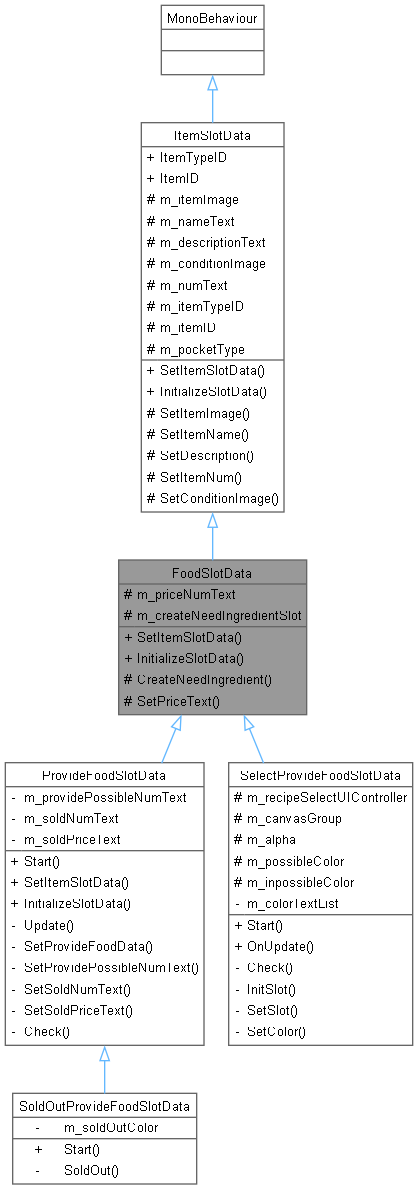 MonoBehaviour
ItemSlotData
+ ItemTypeID
+ ItemID
# m_itemImage
# m_nameText
# m_descriptionText
# m_conditionImage
# m_numText
# m_itemTypeID
# m_itemID
# m_pocketType
+ SetItemSlotData()
+ InitializeSlotData()
# SetItemImage()
# SetItemName()
# SetDescription()
# SetItemNum()
# SetConditionImage()
FoodSlotData
# m_priceNumText
# m_createNeedIngredientSlot
+ SetItemSlotData()
+ InitializeSlotData()
# CreateNeedIngredient()
# SetPriceText()
ProvideFoodSlotData
- m_providePossibleNumText
- m_soldNumText
- m_soldPriceText
+ Start()
+ SetItemSlotData()
+ InitializeSlotData()
- Update()
- SetProvideFoodData()
- SetProvidePossibleNumText()
- SetSoldNumText()
- SetSoldPriceText()
- Check()
SelectProvideFoodSlotData
# m_recipeSelectUIController
# m_canvasGroup
# m_alpha
# m_possibleColor
# m_inpossibleColor
- m_colorTextList
+ Start()
+ OnUpdate()
- Check()
- InitSlot()
- SetSlot()
- SetColor()
SoldOutProvideFoodSlotData
- m_soldOutColor
+ Start()
- SoldOut()